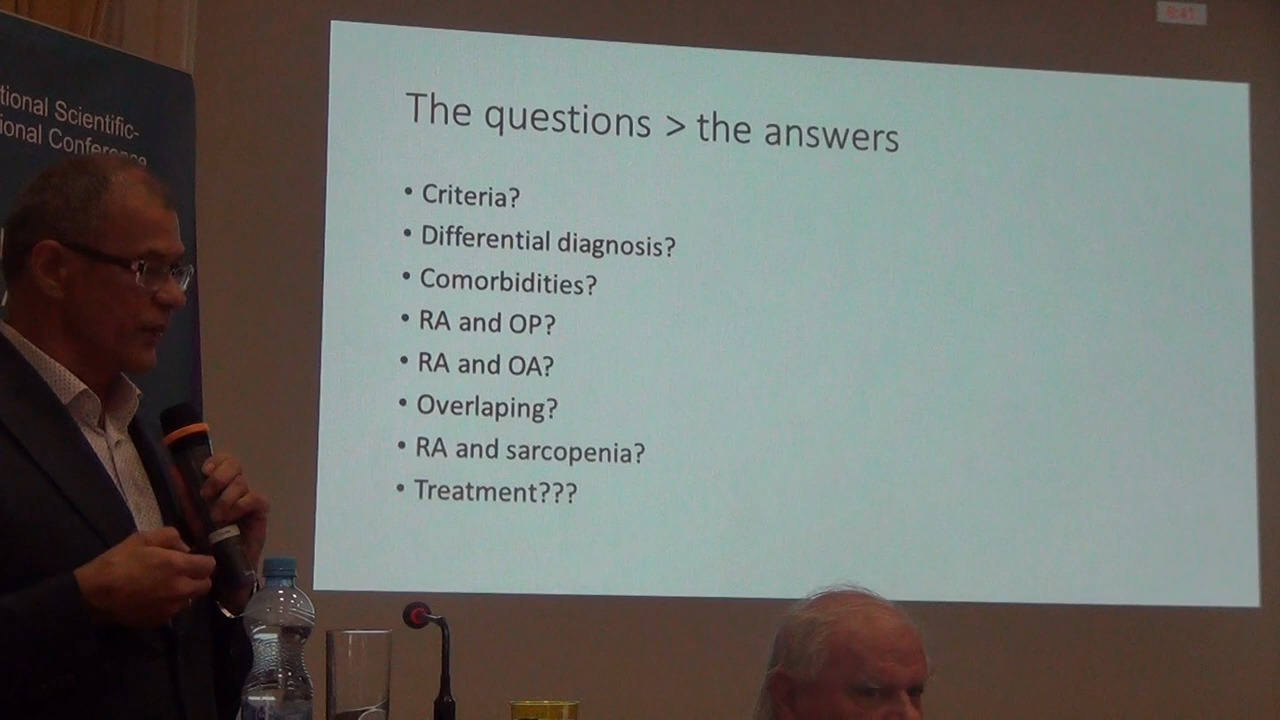 tional Scientific-
ional Conference
The questions > the answers
• Criteria?
• Differential diagnosis?
• Comorbidities?
• RA and OP?
• RA and OA?
• Overlaping?
• RA and sarcopenia?
• Treatment???